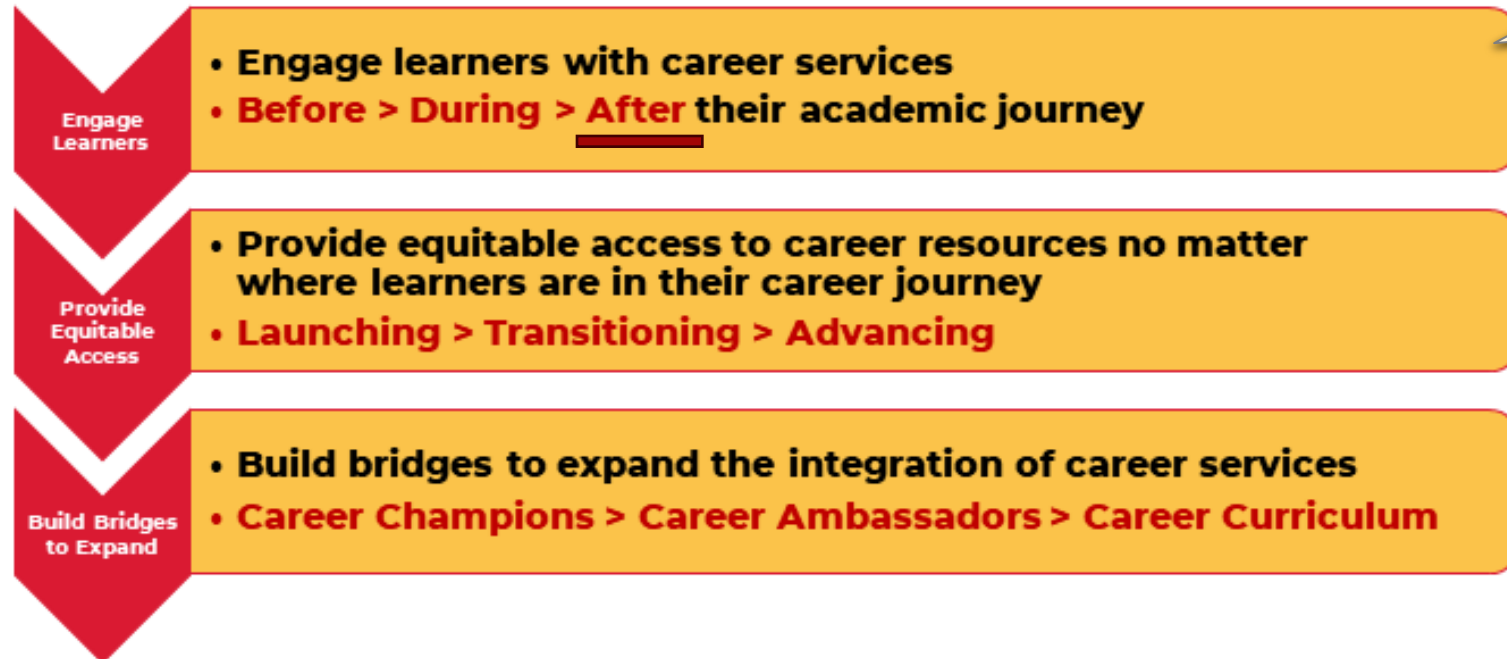 Engage
Learners
• Engage learners with career services
• Before > During > After their academic journey
Provide
Equitable
Access
• Provide equitable access to career resources no matter
where learners are in their career journey
• Launching > Transitioning > Advancing
Build Bridges
to Expand
• Build bridges to expand the integration of career services
• Career Champions > Career Ambassadors > Career Curriculum